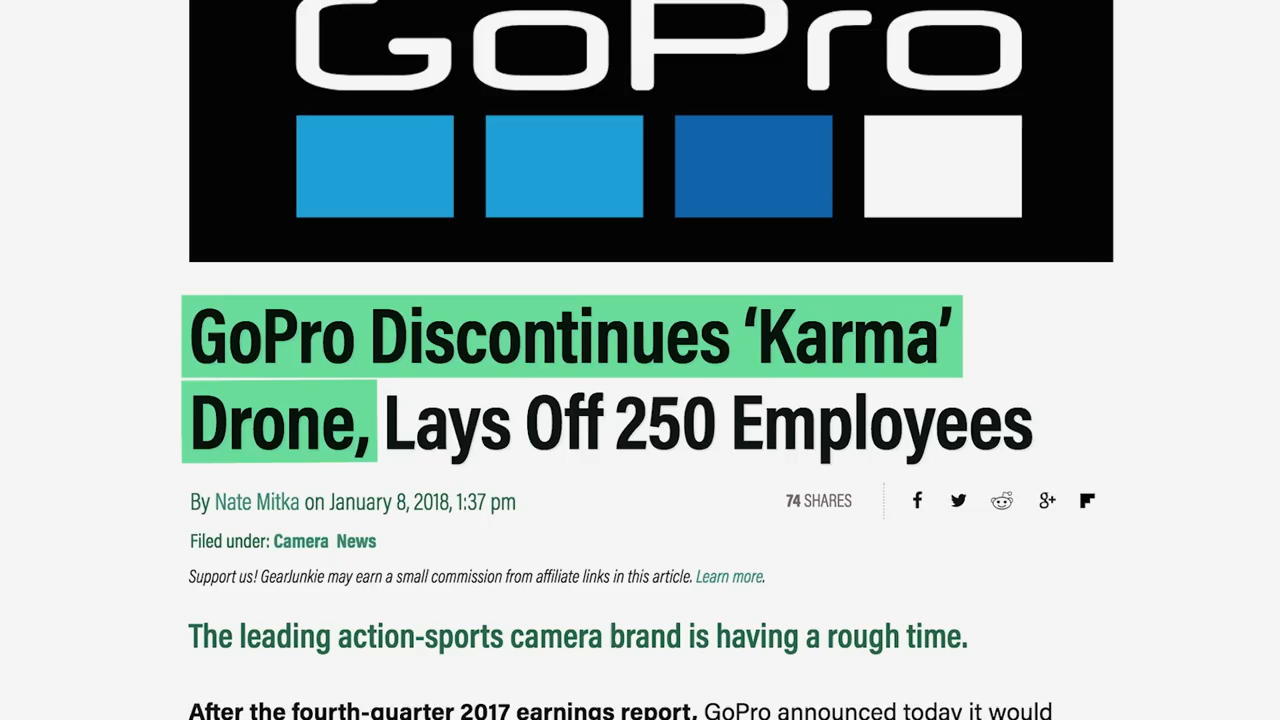 GoPro
GoPro Discontinues ‘Karma’
Drone, Lays Off 250 Employees
By Nate Mitka on January 8, 2018, 1:37 pm
74 SHARES
Filed under: Camera News
Support us! GearJunkie may earn a small commission from affiliate links in this article. Learn more.
The leading action-sports camera brand is having a rough time.
After the fourth-quarter 2017 earnings report, GoPro announced today it would